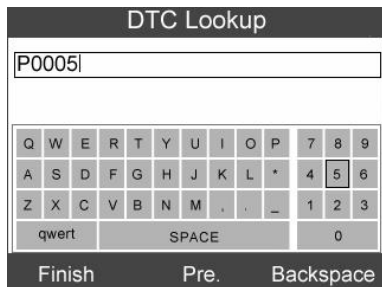 DTC Lookup
P0005
Q W E R T Y U I O P 7 8 9
A S D F G H J K L * 4 5 6
Z X C V B N M , . _ 1 2 3
qwert SPACE 0
Finish Pre. Backspace